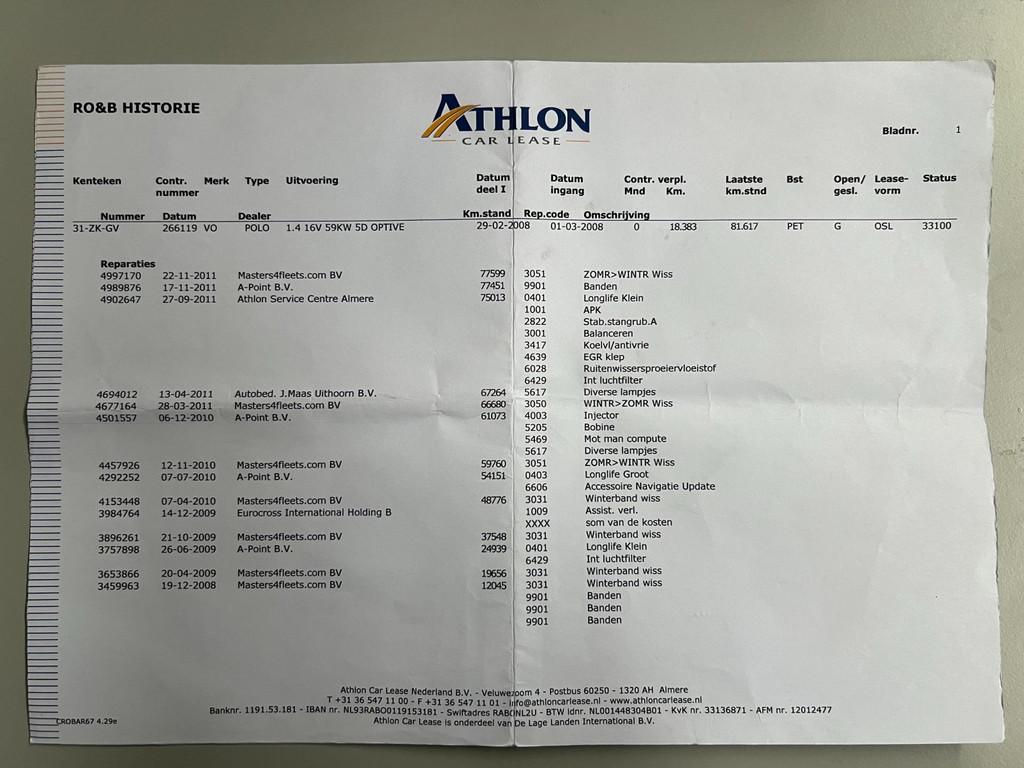 RO&B HISTORIE
ATHLON
CAR LEASE
Bladnr. 1
Kenteken Contr. nummer Merk Type Uitvoering Datum deel I Datum ingang Contr. verpl. Mnd Km. Laatste km.stnd Bst Open/ gesl. Lease- vorm Status
Nummer Datum Dealer Km.stand Rep.code Omschrijving
31-ZK-GV 266119 VO POLO 1.4 16V 59KW 5D OPTIVE 29-02-2008 01-03-2008 0 18.383 81.617 PET G OSL 33100
Reparaties
4997170 22-11-2011 Masters4fleets.com BV 77599 3051 ZOMR>WINTR Wiss
4989876 17-11-2011 A-Point B.V. 77451 9901 Banden
4902647 27-09-2011 Athlon Service Centre Almere 75013 0401 Longlife Klein
1001 APK
2822 Stab.stangrub.A
3001 Balanceren
3417 Koelvl/antivrie
4639 EGR klep
6028 Ruitenwissersproeiervloeistof
6429 Int luchtfilter
4694012 13-04-2011 Autobed. J.Maas Uithoorn B.V. 67264 5617 Diverse lampjes
4677164 28-03-2011 Masters4fleets.com BV 66680 3050 WINTR>ZOMR Wiss
4501557 06-12-2010 A-Point B.V. 61073 4003 Injector
5205 Bobine
5469 Mot man compute
5617 Diverse lampjes
4457926 12-11-2010 Masters4fleets.com BV 59760 3051 ZOMR>WINTR Wiss
4292252 07-07-2010 A-Point B.V. 54151 0403 Longlife Groot
6606 Accessoire Navigatie Update
4153448 07-04-2010 Masters4fleets.com BV 48776 3031 Winterband wiss
3984764 14-12-2009 Eurocross International Holding B 1009 Assist. verl.
XXXX som van de kosten
3896261 21-10-2009 Masters4fleets.com BV 37548 3031 Winterband wiss
3757898 26-06-2009 A-Point B.V. 24939 0401 Longlife Klein
6429 Int luchtfilter
3653866 20-04-2009 Masters4fleets.com BV 19656 3031 Winterband wiss
3459963 19-12-2008 Masters4fleets.com BV 12045 3031 Winterband wiss
9901 Banden
9901 Banden
9901 Banden
Athlon Car Lease Nederland B.V. - Veluwezoom 4 - Postbus 60250 - 1320 AH Almere
T +31 36 547 11 00 - F +31 36 547 11 01 - info@athloncarlease.nl - www.athloncarlease.nl
Banknr. 1191.53.181 - IBAN nr. NL93RABO0119153181 - Swiftadres RABONL2U - BTW idnr. NL001448304B01 - KvK nr. 33136871 - AFM nr. 12012477
CROBAR67 4.29e Athlon Car Lease is onderdeel van De Lage Landen International B.V.